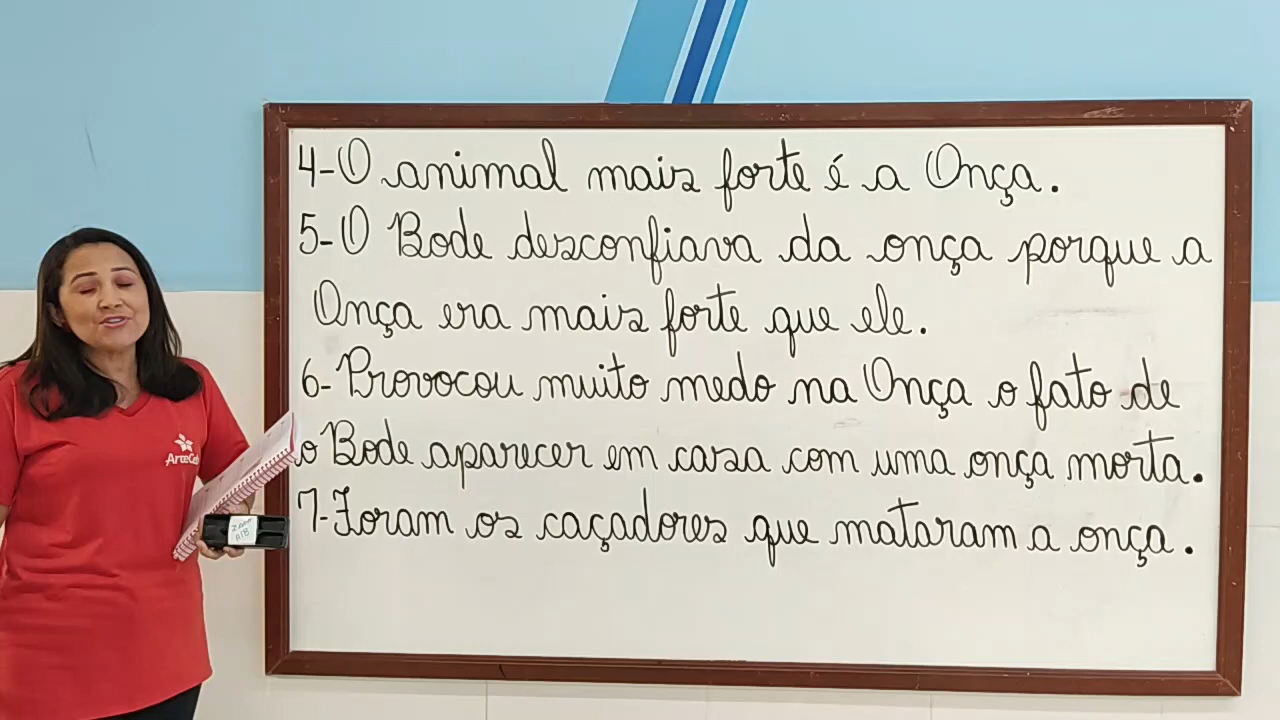 4-O animal mais forte é a Onça.
5-O Bode desconfiava da onça porque a
Onça era mais forte que ele.
6-Provocou muito medo na Onça o fato de
o Bode aparecer em casa com uma onça morta.
7-Foram os caçadores que mataram a onça.